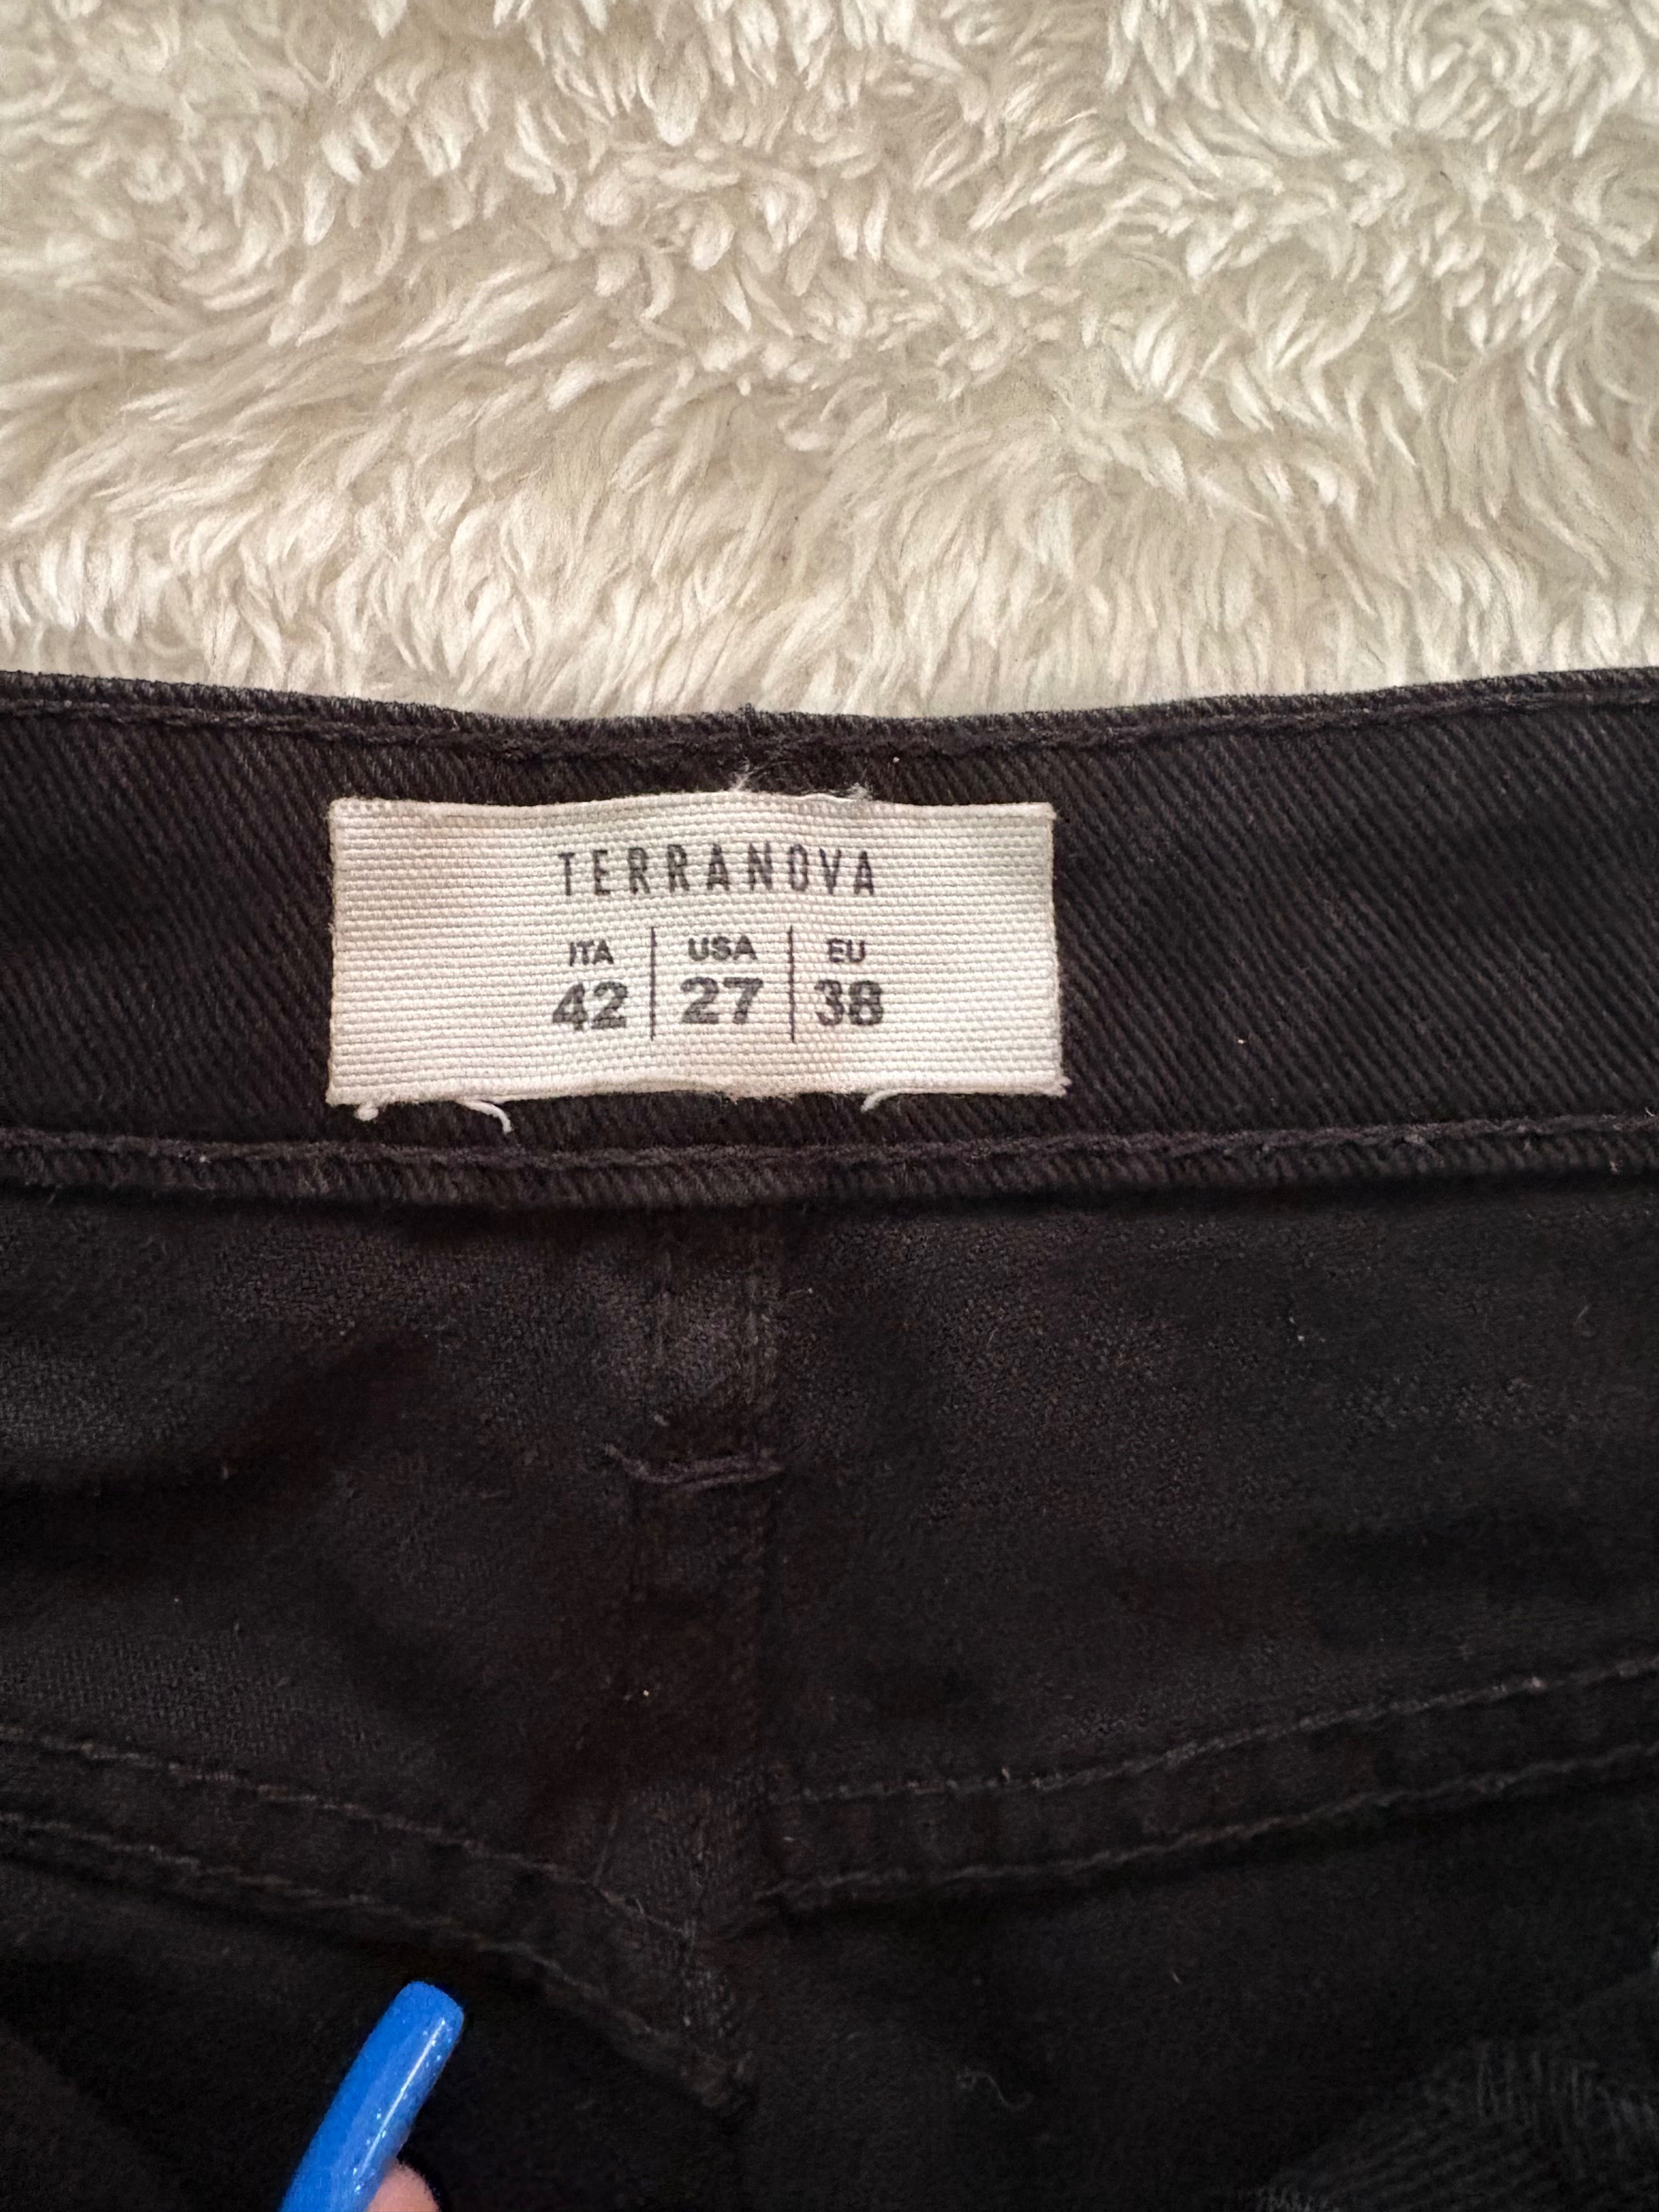 TERRANOVA
ITA | USA | EU
42 | 27 | 38